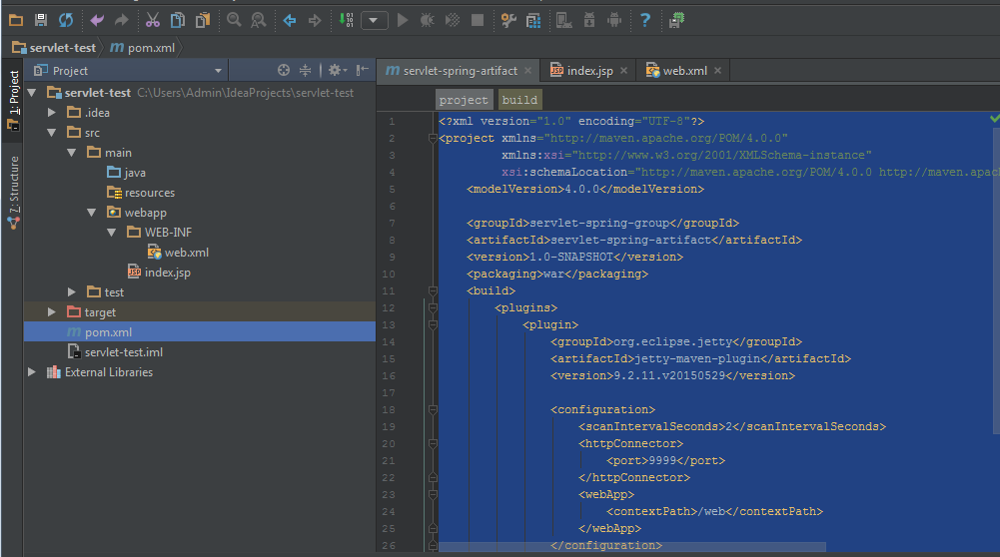 servlet-test pom.xml
1: Project
Z: Structure
Project
servlet-test C:\Users\Admin\IdeaProjects\servlet-test
.idea
src
main
java
resources
webapp
WEB-INF
web.xml
index.jsp
test
target
pom.xml
servlet-test.iml
External Libraries
servlet-spring-artifact index.jsp web.xml
project build
1 <?xml version="1.0" encoding="UTF-8"?>
2 <project xmlns="http://maven.apache.org/POM/4.0.0"
3 xmlns:xsi="http://www.w3.org/2001/XMLSchema-instance"
4 xsi:schemaLocation="http://maven.apache.org/POM/4.0.0 http://maven.apac
5 <modelVersion>4.0.0</modelVersion>
6
7 <groupId>servlet-spring-group</groupId>
8 <artifactId>servlet-spring-artifact</artifactId>
9 <version>1.0-SNAPSHOT</version>
10 <packaging>war</packaging>
11 <build>
12 <plugins>
13 <plugin>
14 <groupId>org.eclipse.jetty</groupId>
15 <artifactId>jetty-maven-plugin</artifactId>
16 <version>9.2.11.v20150529</version>
17
18 <configuration>
19 <scanIntervalSeconds>2</scanIntervalSeconds>
20 <httpConnector>
21 <port>9999</port>
22 </httpConnector>
23 <webApp>
24 <contextPath>/web</contextPath>
25 </webApp>
26 </configuration>